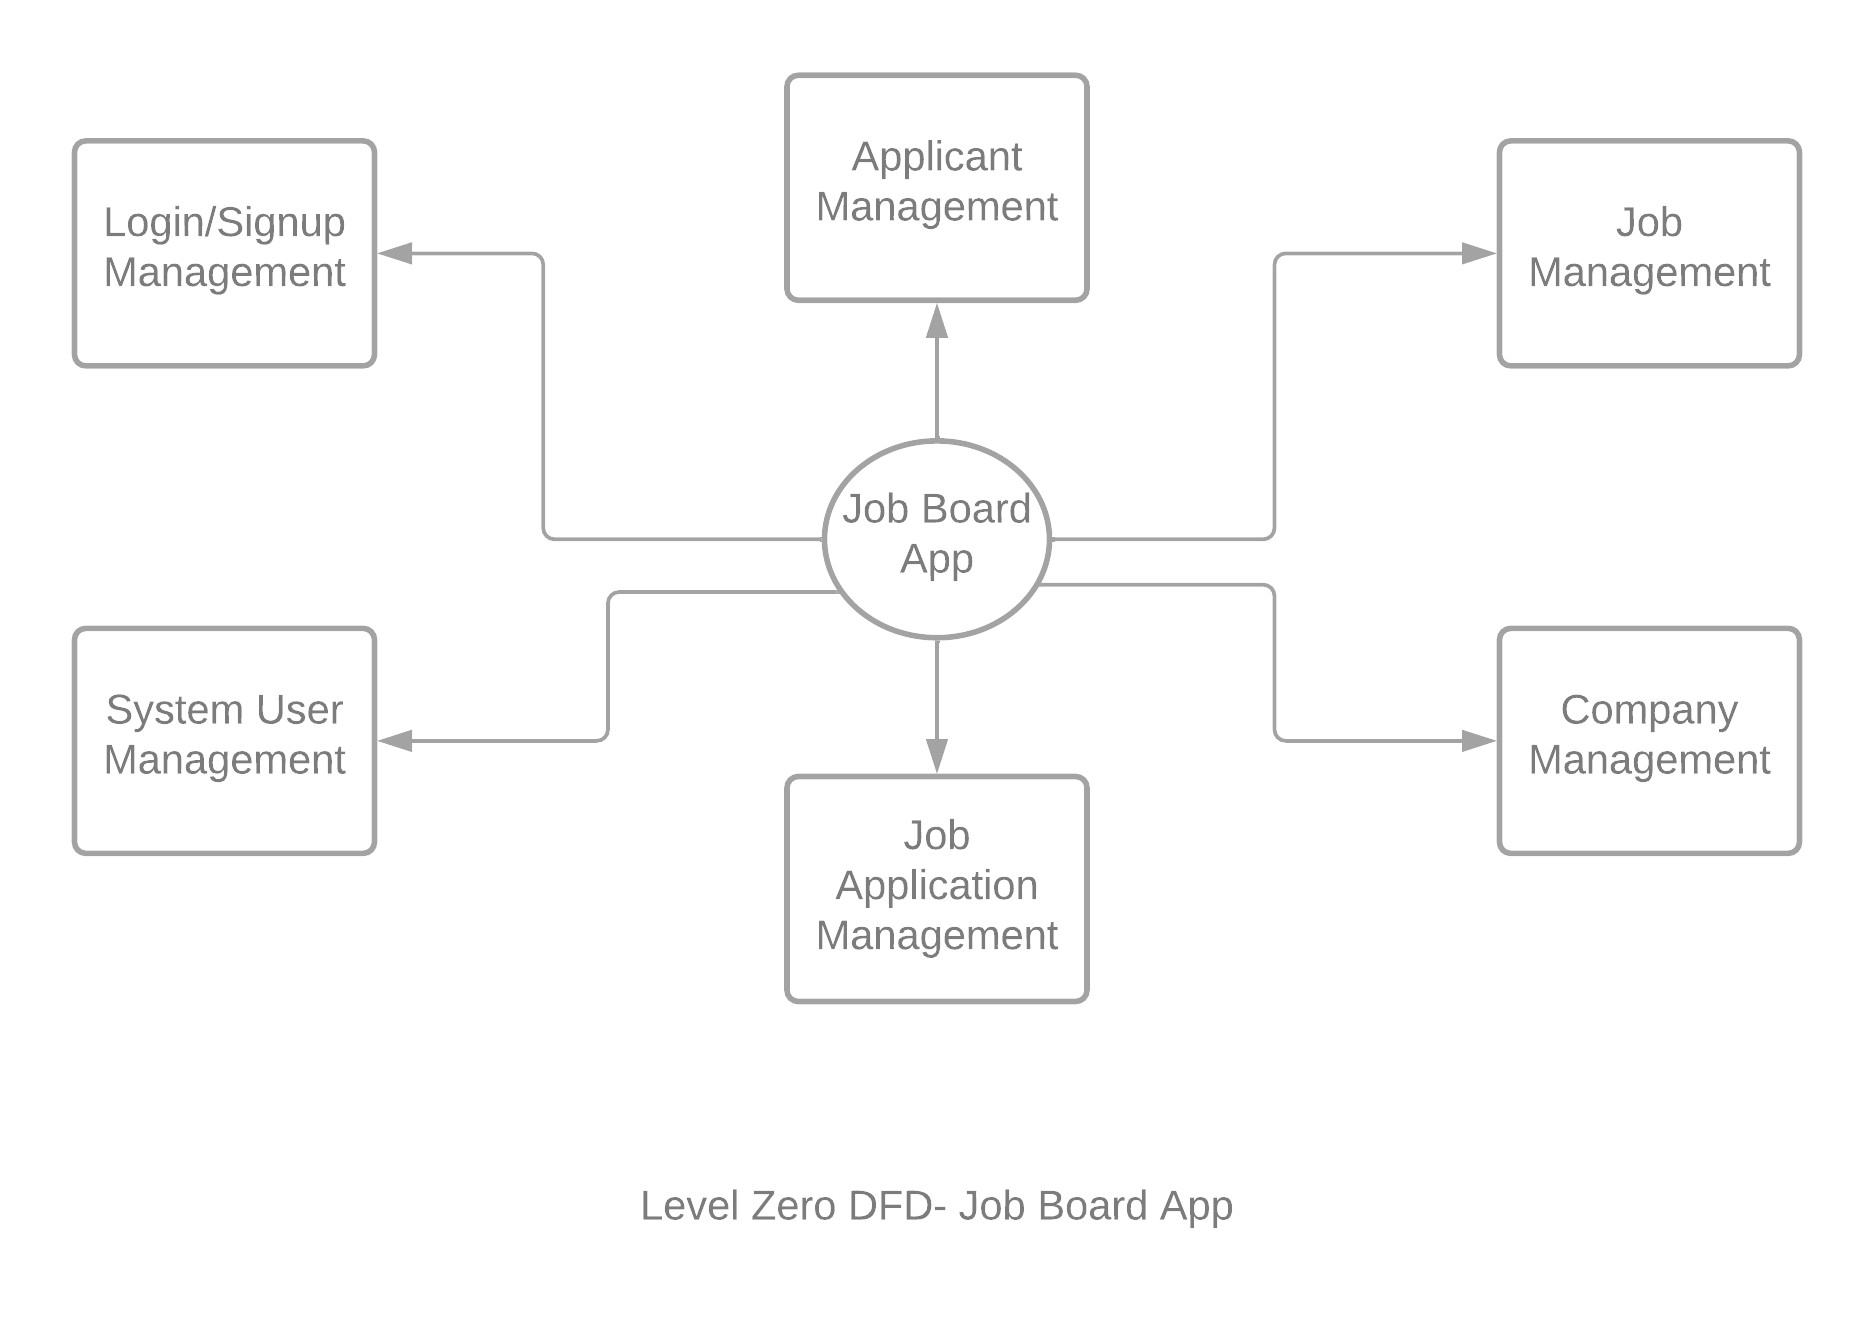 Applicant
Management
Login/Signup
Management
Job
Management
Job Board
App
System User
Management
Company
Management
Job
Application
Management
Level Zero DFD- Job Board App